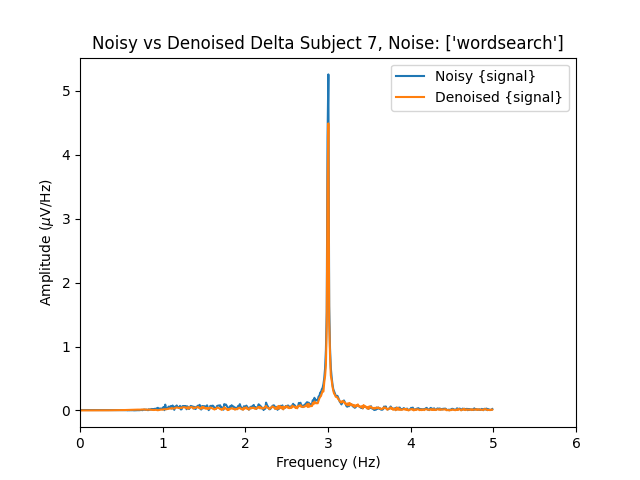 Noisy vs Denoised Delta Subject 7, Noise: ['wordsearch']
Noisy {signal}
Denoised {signal}
5
4
3
2
1
0
Amplitude (μV/Hz)
0 1 2 3 4 5 6
Frequency (Hz)